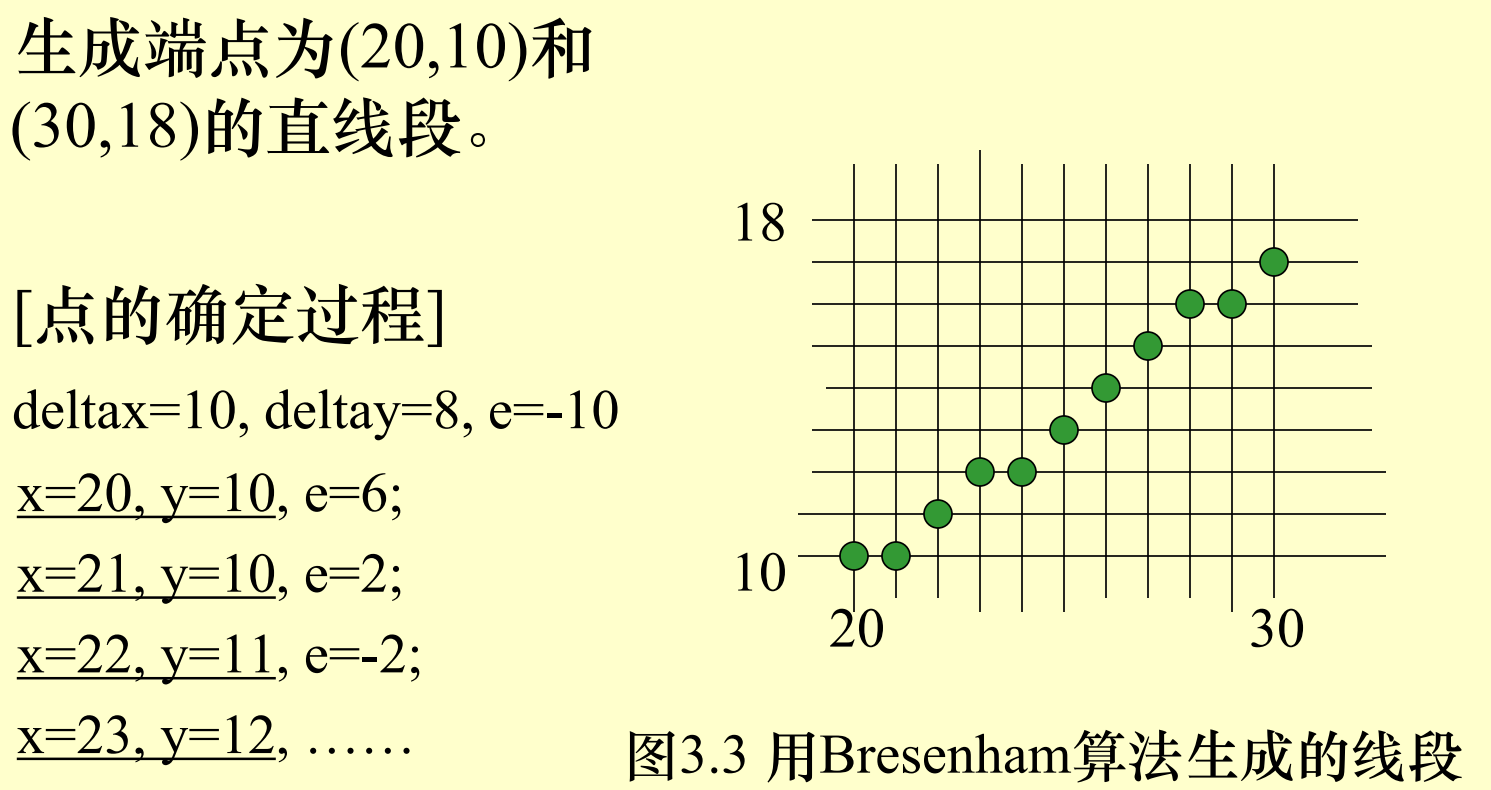 生成端点为(20,10)和
(30,18)的直线段。
[点的确定过程]
deltax=10, deltay=8, e=-10
x=20, y=10, e=6;
x=21, y=10, e=2;
x=22, y=11, e=-2;
x=23, y=12, ……
18
10
20 30
图3.3 用Bresenham算法生成的线段